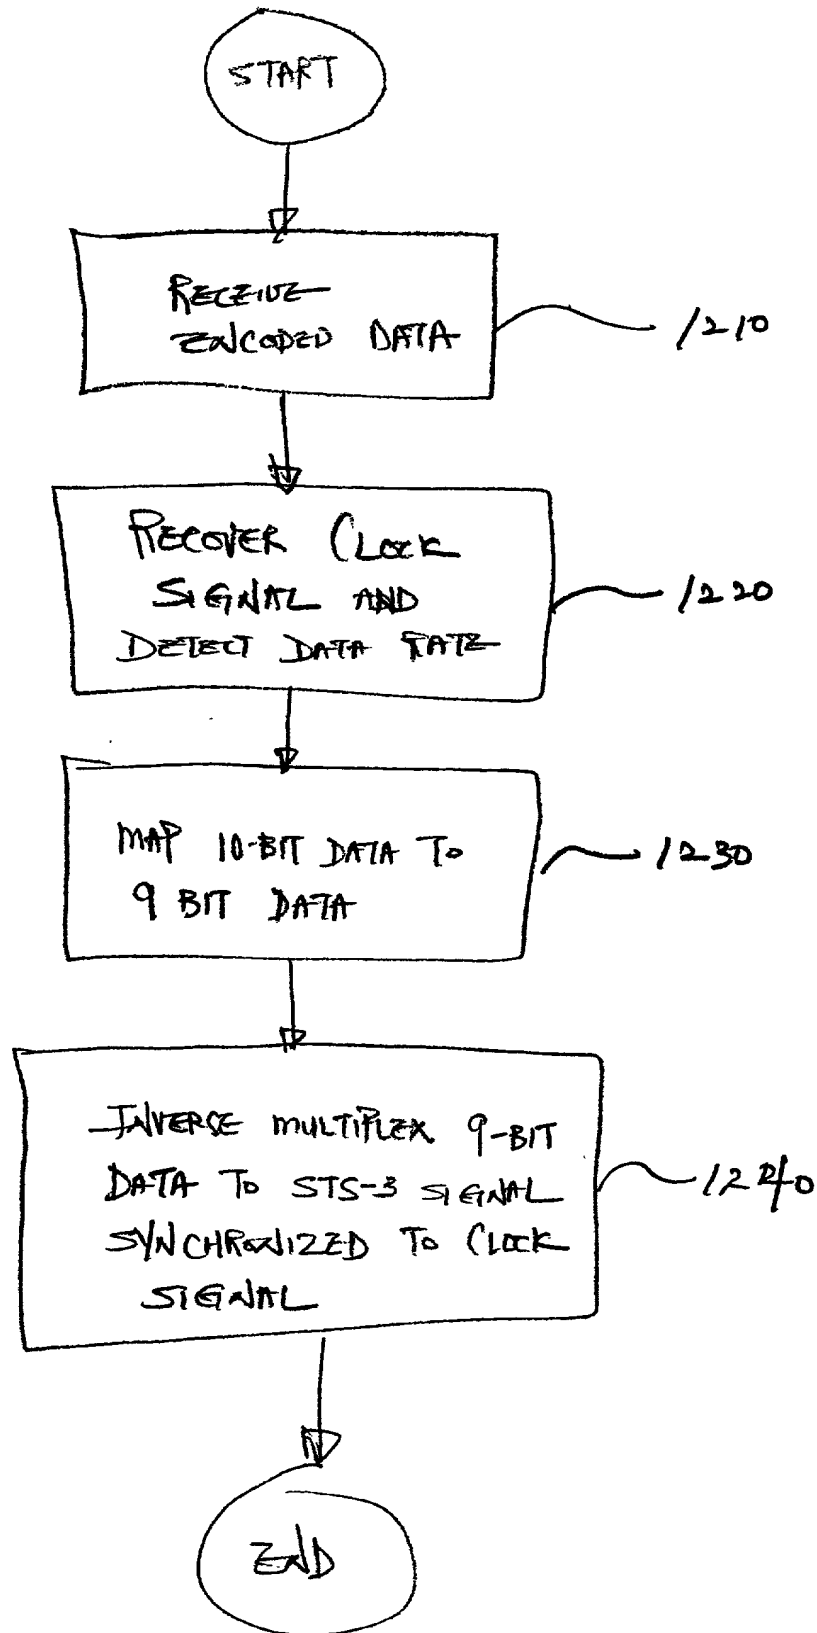 START
RECEIVE
ENCODED DATA
1210
RECOVER CLOCK
SIGNAL AND
DETECT DATA RATE
1220
MAP 10-BIT DATA TO
9 BIT DATA
1230
INVERSE MULTIPLEX 9-BIT
DATA TO STS-3 SIGNAL
SYNCHRONIZED TO CLOCK
SIGNAL
1240
END